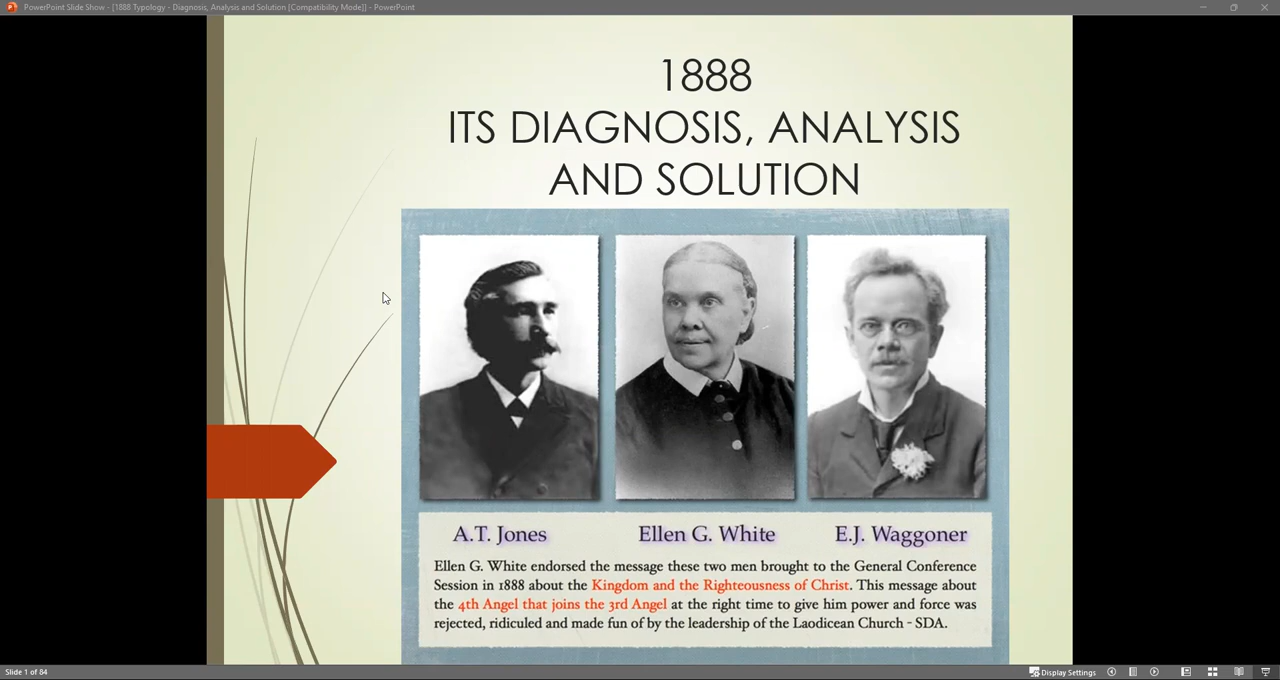 PowerPoint Slide Show - [1888 Typology - Diagnosis, Analysis and Solution [Compatibility Mode]] - PowerPoint
1888
ITS DIAGNOSIS, ANALYSIS
AND SOLUTION
A.T. Jones
Ellen G. White
E.J. Waggoner
Ellen G. White endorsed the message these two men brought to the General Conference
Session in 1888 about the Kingdom and the Righteousness of Christ. This message about
the 4th Angel that joins the 3rd Angel at the right time to give him power and force was
rejected, ridiculed and made fun of by the leadership of the Laodicean Church - SDA.
Slide 1 of 84
Display Settings